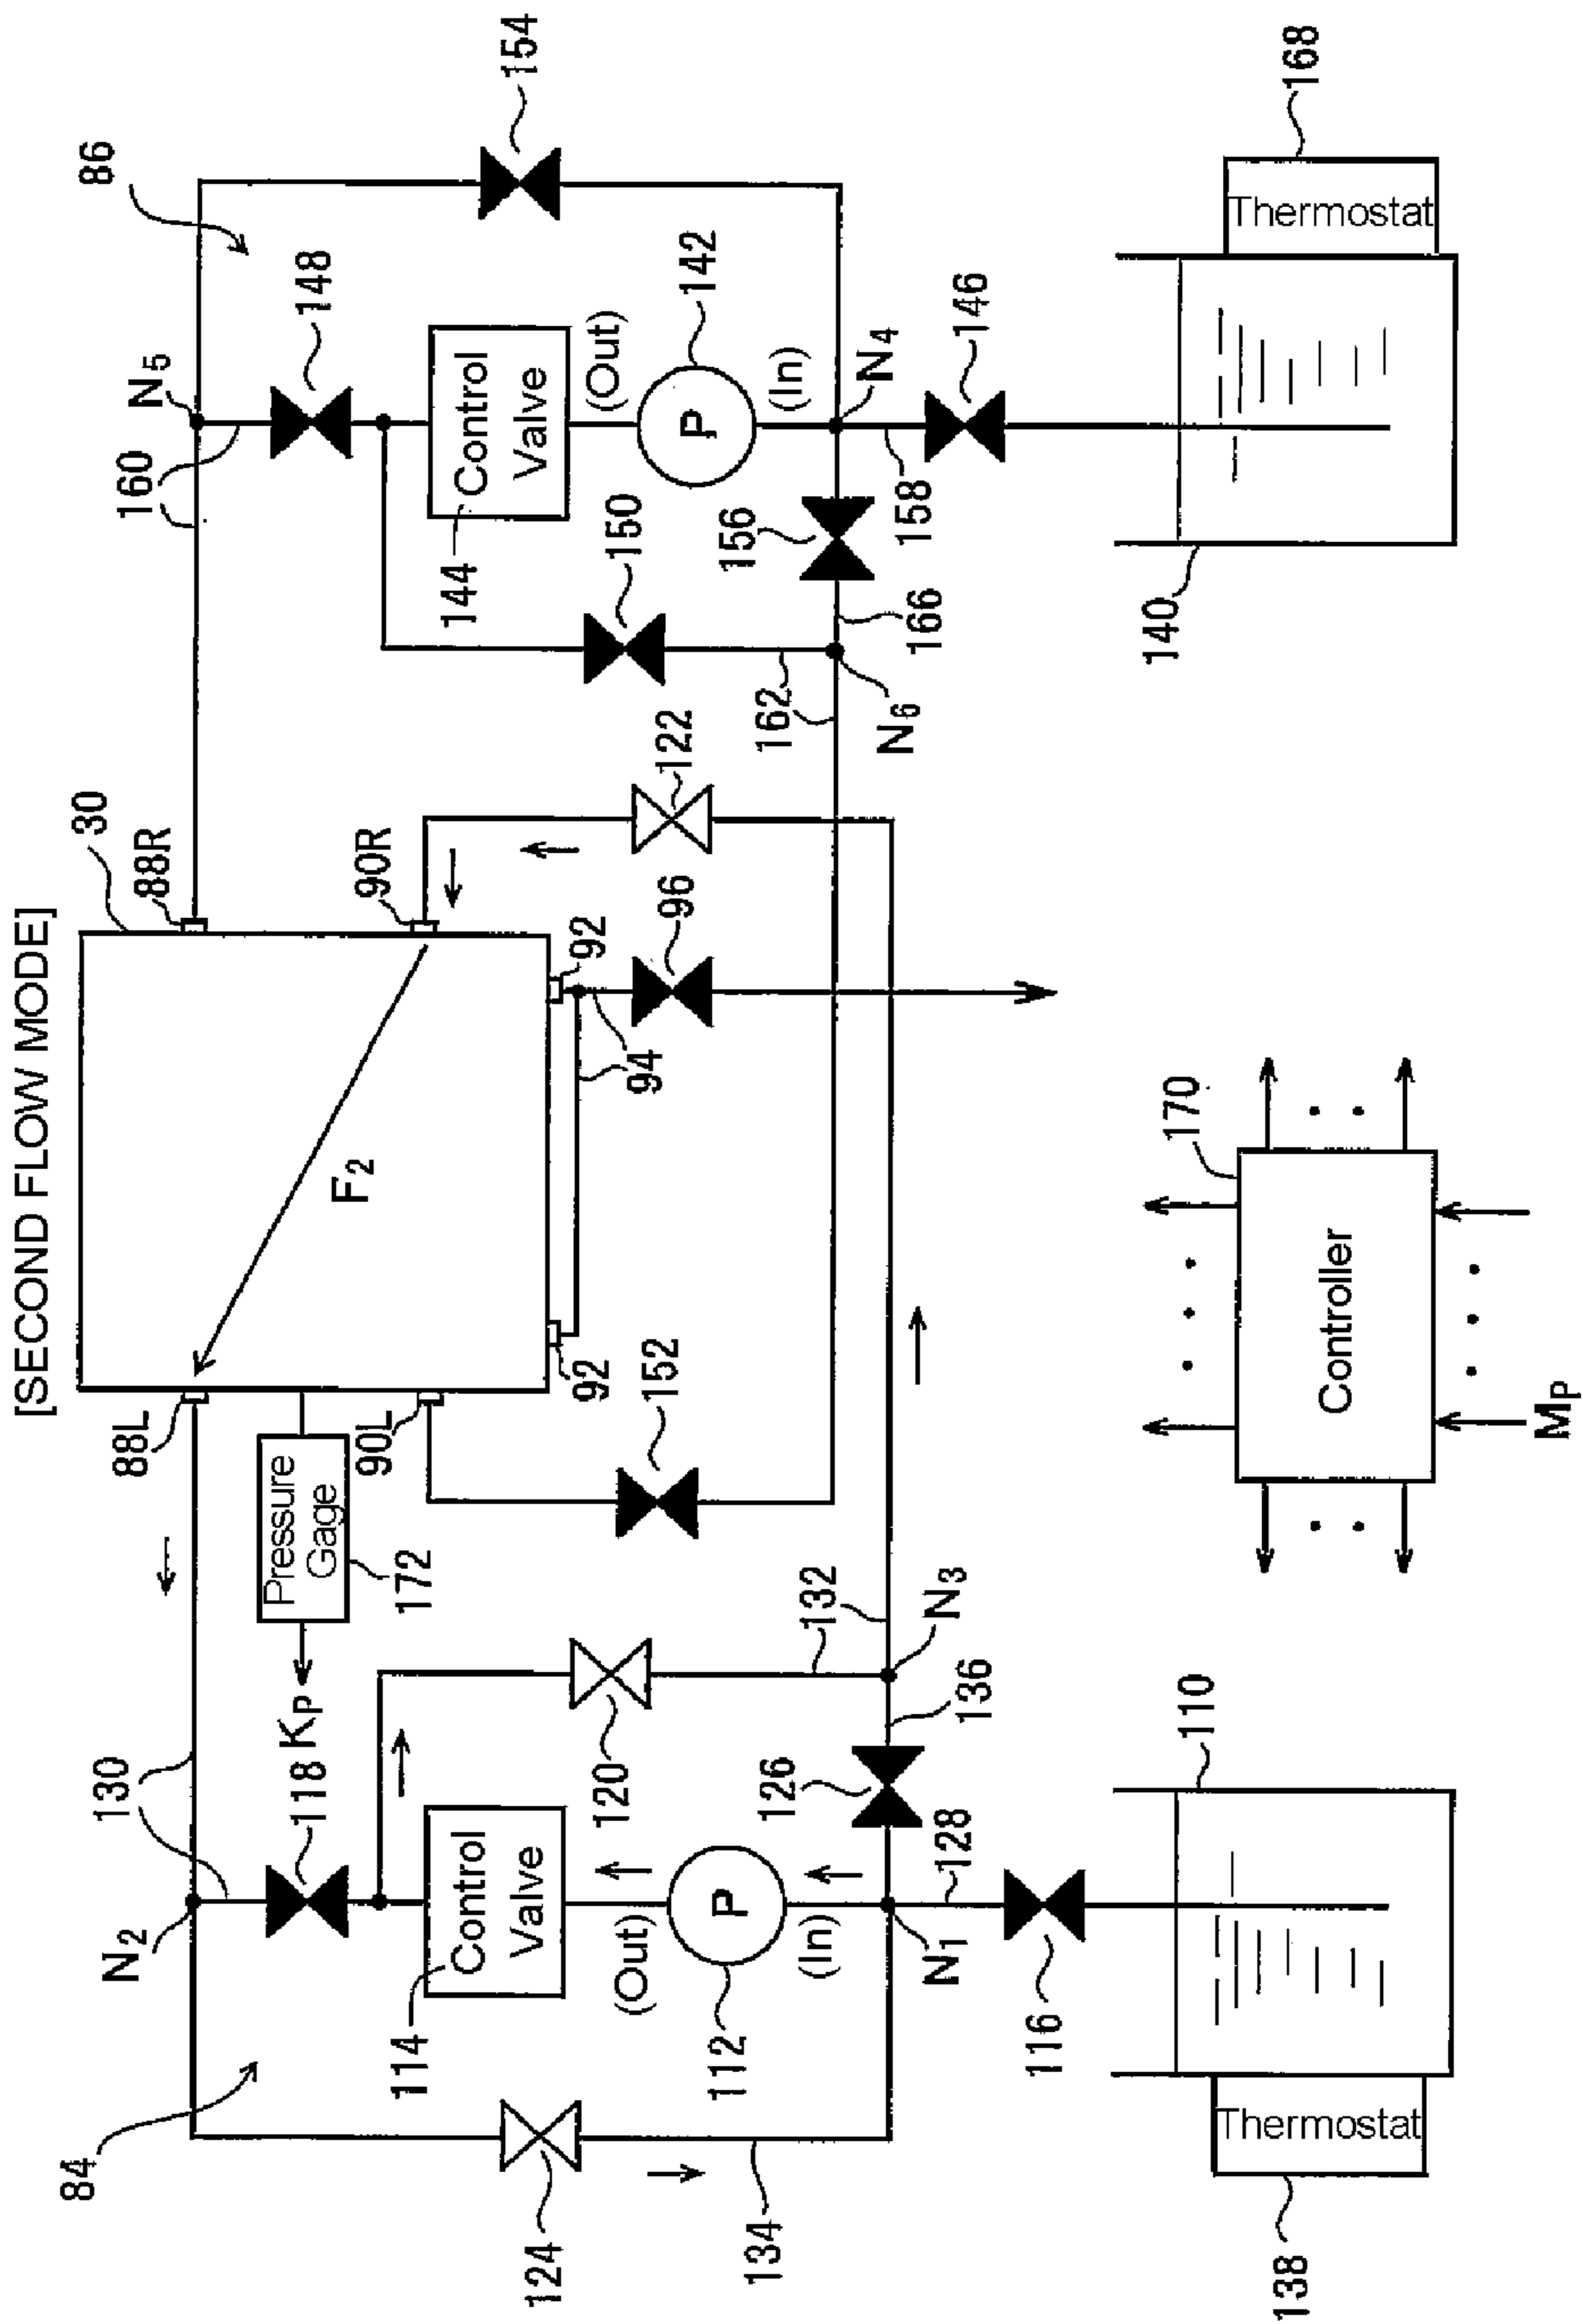 [SECOND FLOW MODE]
84
N₂
130
118
Kₚ
Pressure
Gage
172
88L
90L
F₂
30
88R
90R
92
92
94
96
122
N₅
160
148
86
154
124
134
114
Control
Valve
(Out)
P
112
(In)
N₁
128
116
126
120
136
132
N₃
152
162
N₆
150
144
Control
Valve
(Out)
P
142
(In)
N₄
156
166
158
146
138
Thermostat
110
Mₚ
Controller
170
140
Thermostat
168